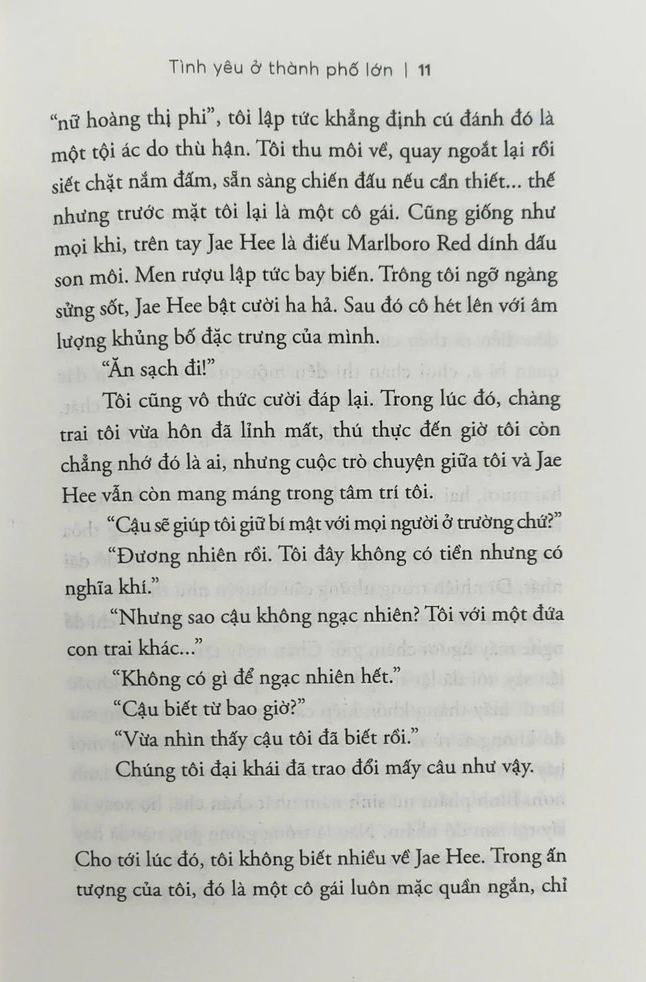 Tình yêu ở thành phố lớn | 11
“nữ hoàng thị phi”, tôi lập tức khẳng định cú đánh đó là
một tội ác do thù hận. Tôi thu môi về, quay ngoắt lại rồi
siết chặt nắm đấm, sẵn sàng chiến đấu nếu cần thiết... thế
nhưng trước mặt tôi lại là một cô gái. Cũng giống như
mọi khi, trên tay Jae Hee là điếu Marlboro Red dính dấu
son môi. Men rượu lập tức bay biến. Trông tôi ngỡ ngàng
sửng sốt, Jae Hee bật cười ha hả. Sau đó cô hét lên với âm
lượng khủng bố đặc trưng của mình.
“Ăn sạch đi!”
Tôi cũng vô thức cười đáp lại. Trong lúc đó, chàng
trai tôi vừa hôn đã lỉnh mất, thú thực đến giờ tôi còn
chẳng nhớ đó là ai, nhưng cuộc trò chuyện giữa tôi và Jae
Hee vẫn còn mang máng trong tâm trí tôi.
“Cậu sẽ giúp tôi giữ bí mật với mọi người ở trường chứ?”
“Đương nhiên rồi. Tôi đây không có tiền nhưng có
nghĩa khí.”
“Nhưng sao cậu không ngạc nhiên? Tôi với một đứa
con trai khác...”
“Không có gì để ngạc nhiên hết.”
“Cậu biết từ bao giờ?”
“Vừa nhìn thấy cậu tôi đã biết rồi.”
Chúng tôi đại khái đã trao đổi mấy câu như vậy.
Cho tới lúc đó, tôi không biết nhiều về Jae Hee. Trong ấn
tượng của tôi, đó là một cô gái luôn mặc quần ngắn, chỉ